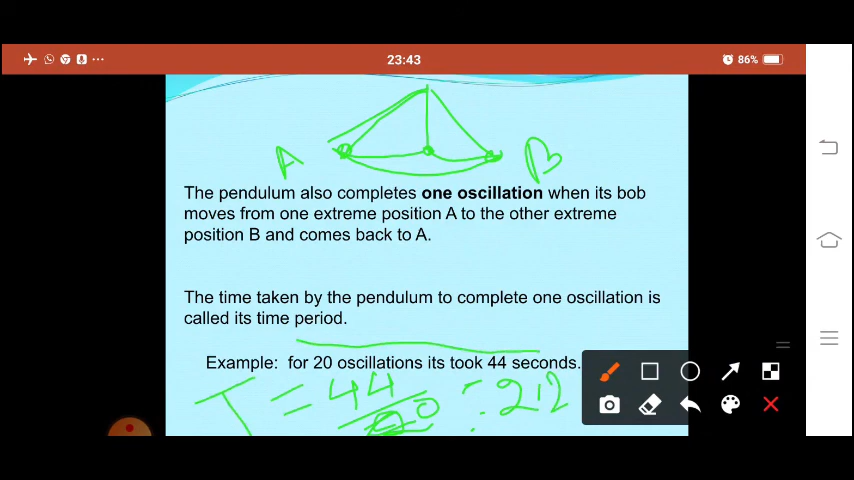 23:43
86%
A
B
The pendulum also completes one oscillation when its bob
moves from one extreme position A to the other extreme
position B and comes back to A.
The time taken by the pendulum to complete one oscillation is
called its time period.
Example: for 20 oscillations its took 44 seconds.
T = 44
20